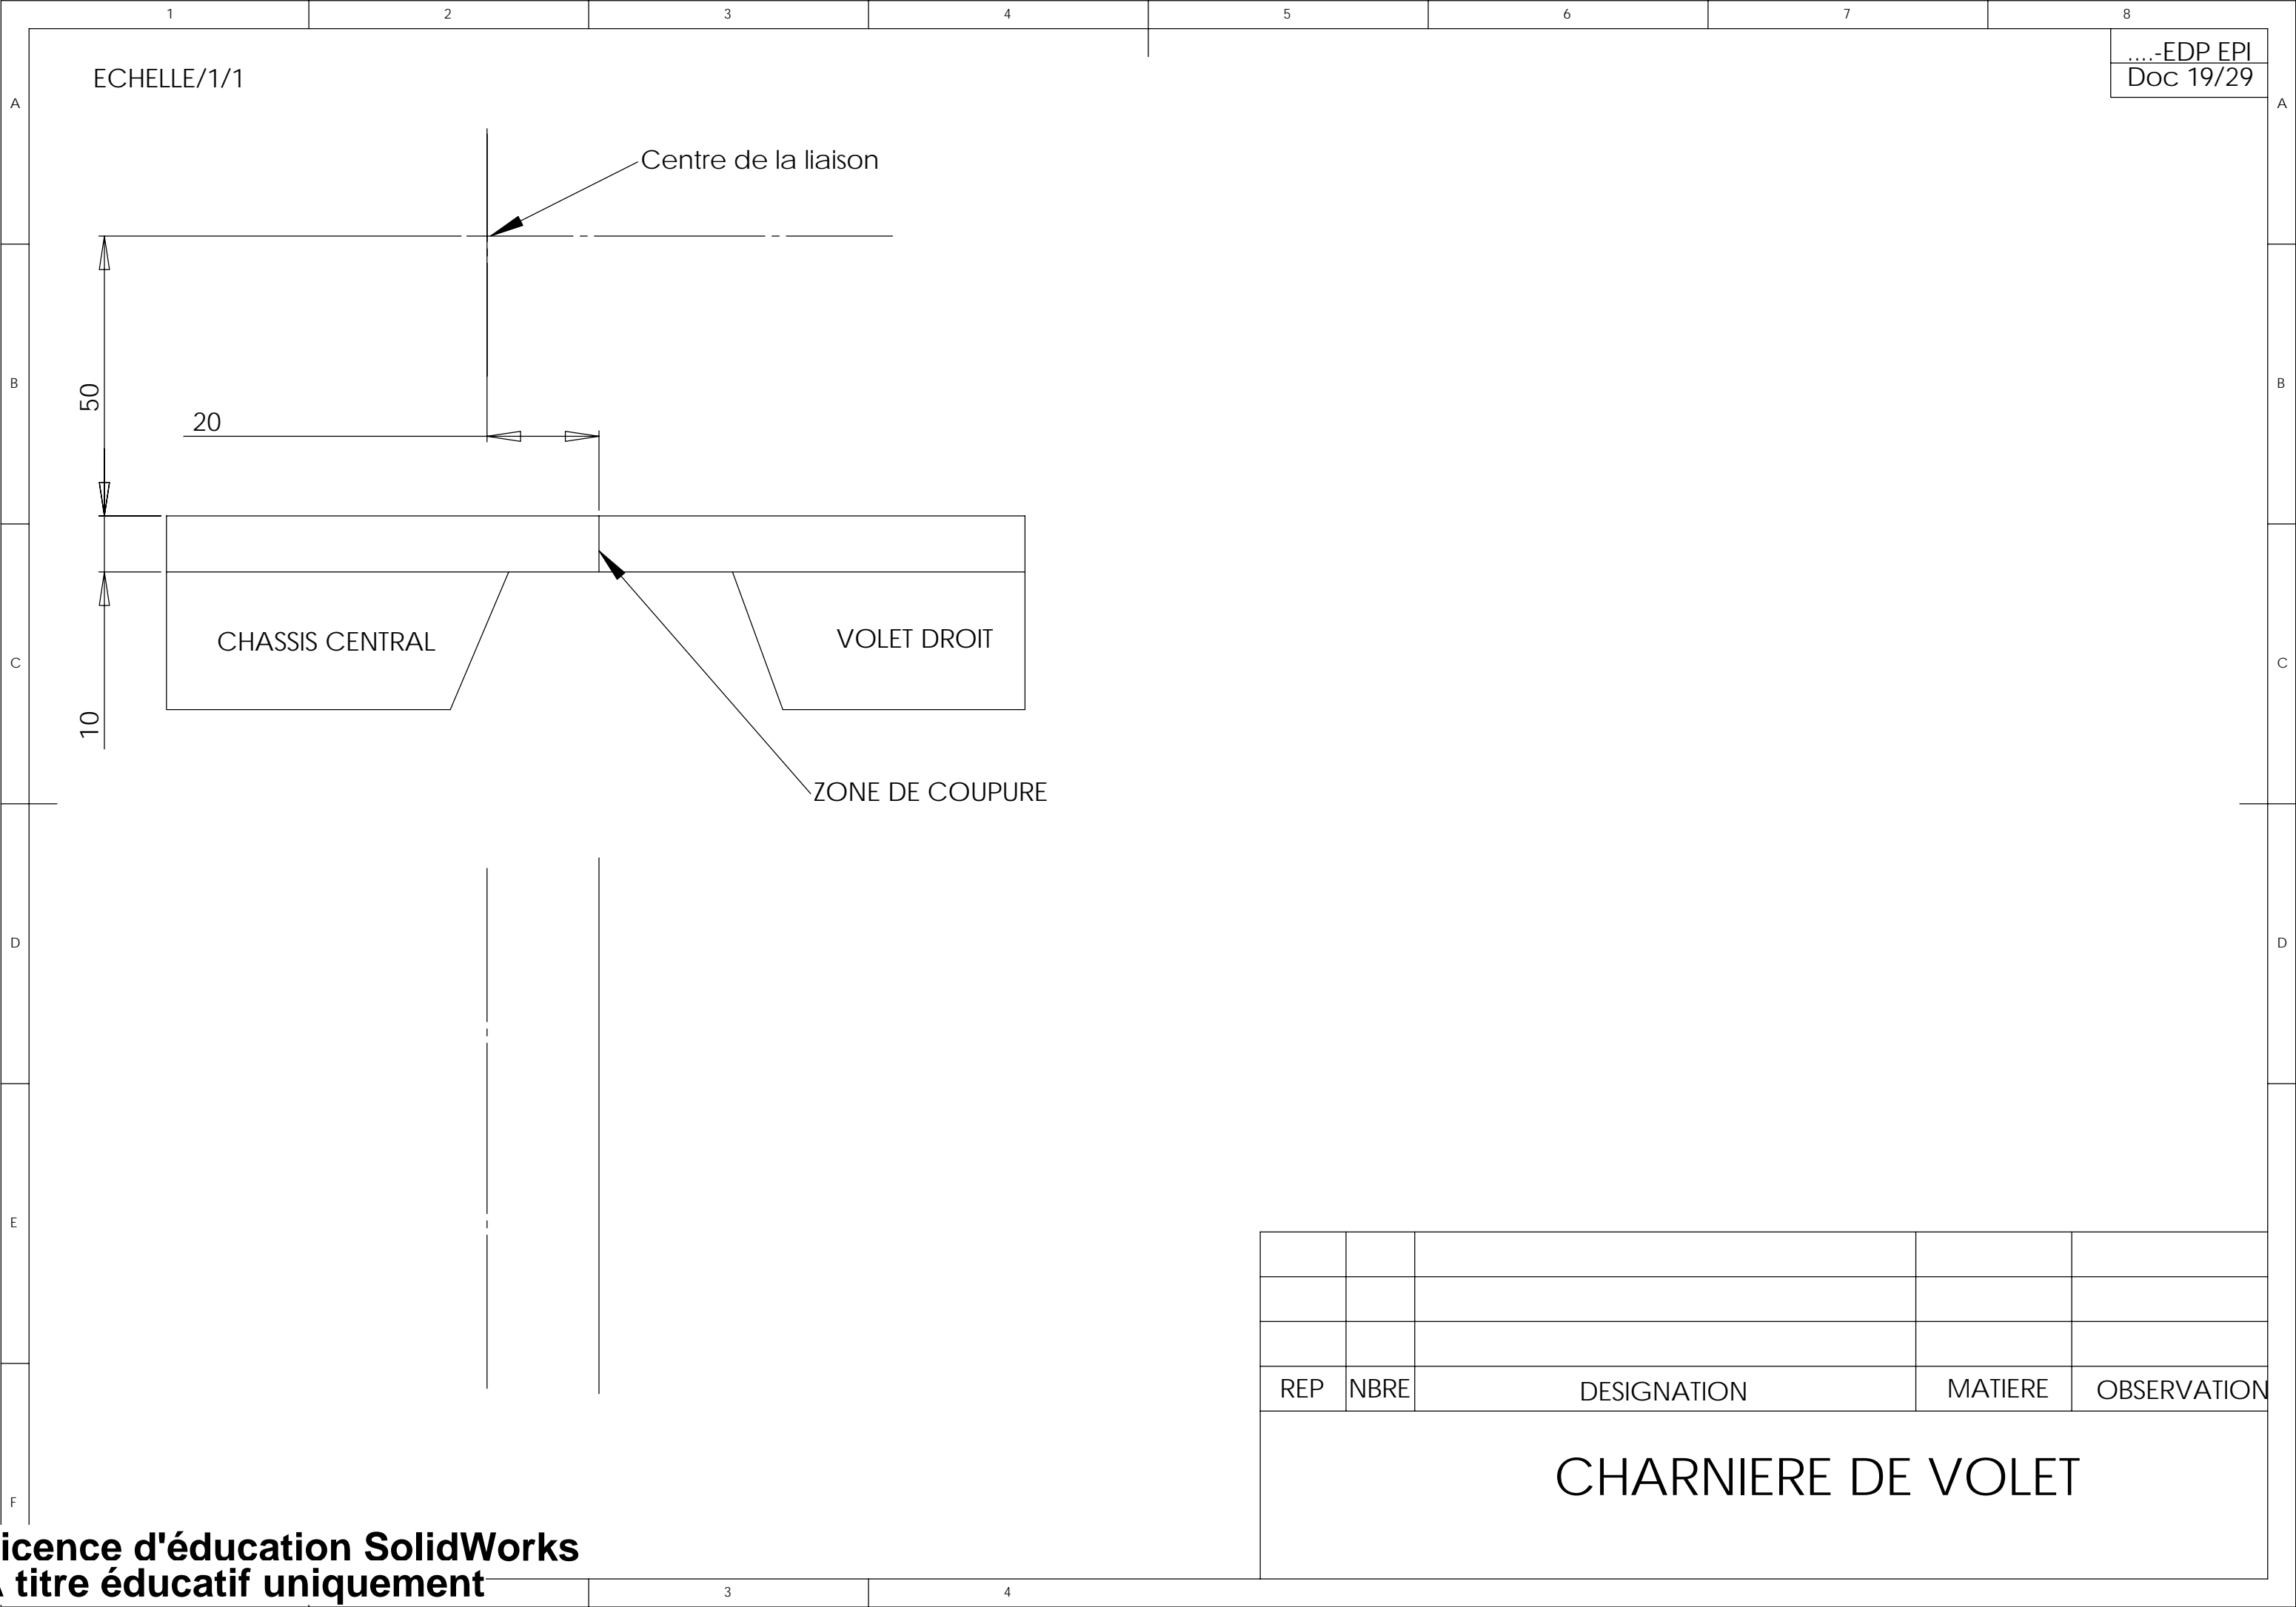 1 2 3 4 5 6 7 8
....-EDP EPI
Doc 19/29
ECHELLE/1/1
A A
Centre de la liaison
B B
50
20
C C
CHASSIS CENTRAL
VOLET DROIT
10
ZONE DE COUPURE
D D
E
REP NBRE DESIGNATION MATIERE OBSERVATION
CHARNIERE DE VOLET
F
icence d'éducation SolidWorks
titre éducatif uniquement
3 4